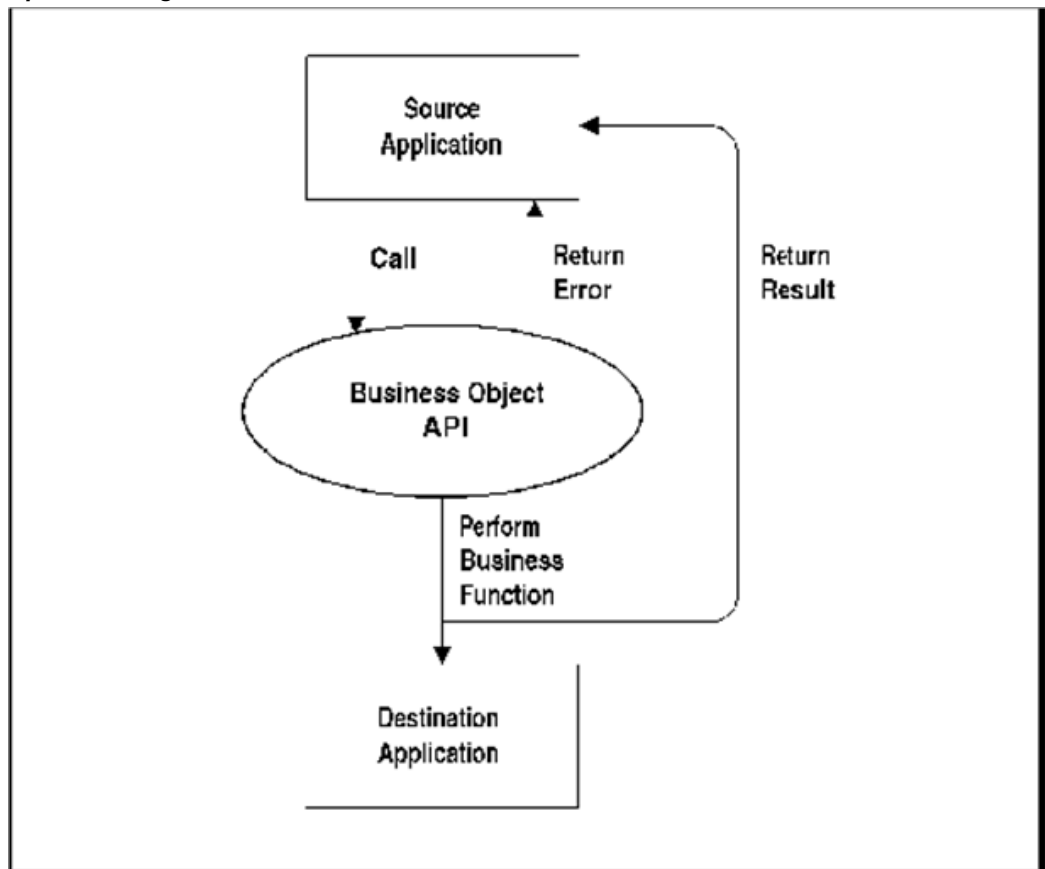 Source
Application
Call
Return
Error
Return
Result
Business Object
API
Perform
Business
Function
Destination
Application